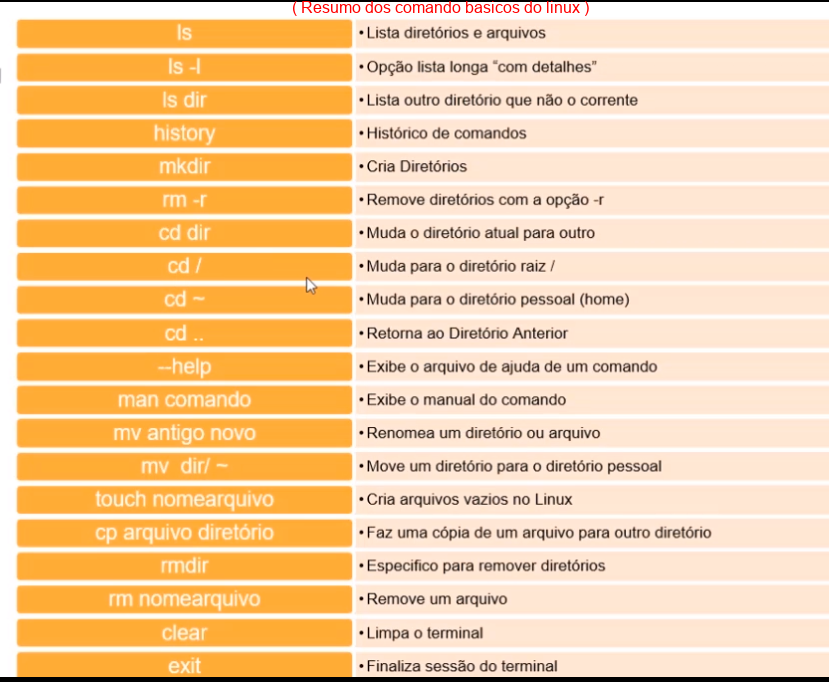 ( Resumo dos comando basicos do linux )
ls • Lista diretórios e arquivos
ls -l • Opção lista longa “com detalhes”
ls dir • Lista outro diretório que não o corrente
history • Histórico de comandos
mkdir • Cria Diretórios
rm -r • Remove diretórios com a opção -r
cd dir • Muda o diretório atual para outro
cd / • Muda para o diretório raiz /
cd ~ • Muda para o diretório pessoal (home)
cd .. • Retorna ao Diretório Anterior
--help • Exibe o arquivo de ajuda de um comando
man comando • Exibe o manual do comando
mv antigo novo • Renomea um diretório ou arquivo
mv dir/ ~ • Move um diretório para o diretório pessoal
touch nomearquivo • Cria arquivos vazios no Linux
cp arquivo diretório • Faz uma cópia de um arquivo para outro diretório
rmdir • Especifico para remover diretórios
rm nomearquivo • Remove um arquivo
clear • Limpa o terminal
exit • Finaliza sessão do terminal